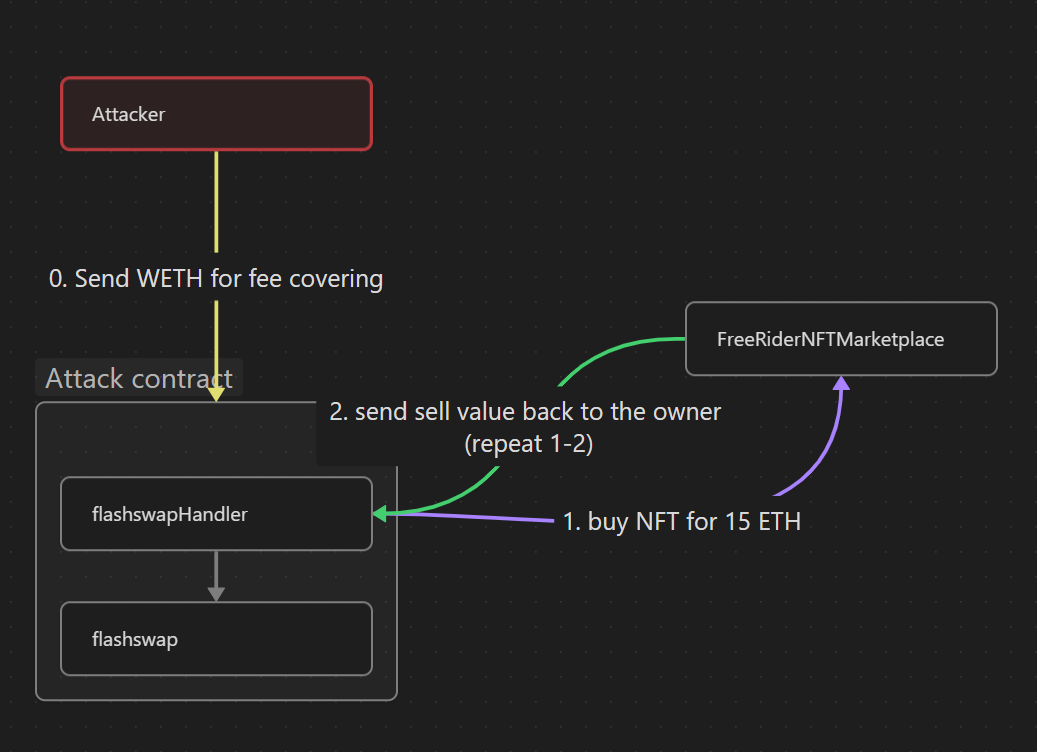 Attacker
0. Send WETH for fee covering
FreeRiderNFTMarketplace
Attack contract
2. send sell value back to the owner
(repeat 1-2)
flashswapHandler
1. buy NFT for 15 ETH
flashswap